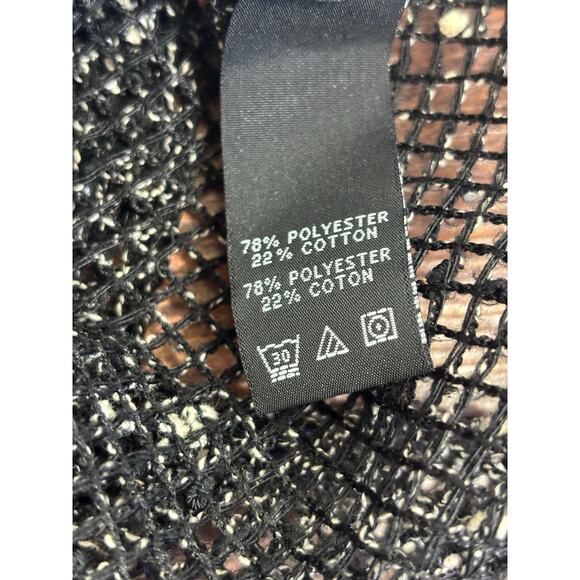 78% POLYESTER
22% COTTON
78% POLYESTER
22% COTON
30